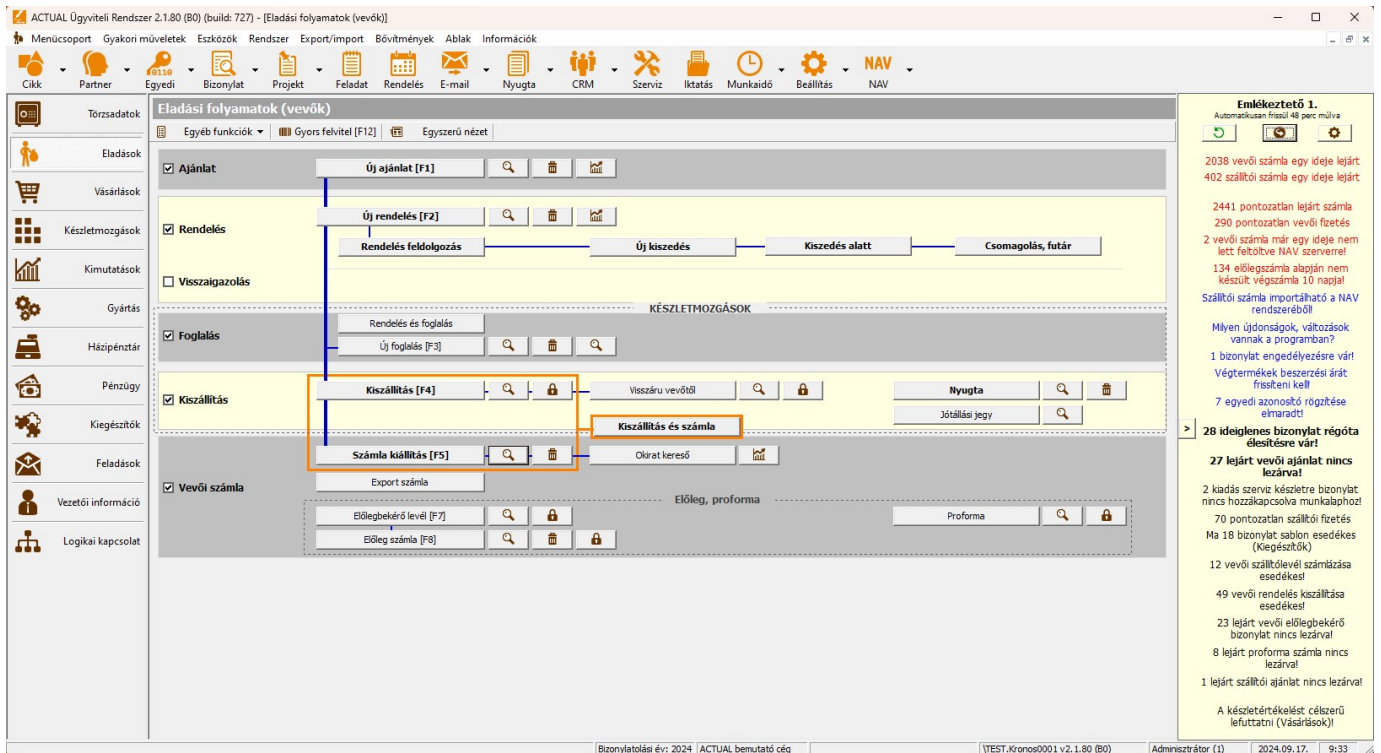 ACTUAL Ügyviteli Rendszer 2.1.80 (B0) (build: 727) - [Eladási folyamatok (vevők)]
Menücsoport Gyakori műveletek Eszközök Rendszer Export/import Bővítmények Ablak Információk
Cikk Partner Egyedi Bizonylat Projekt Feladat Rendelés E-mail Nyugta CRM Szerviz Iktatás Munkaidő Beállítás NAV NAV
Törzsadatok
Eladások
Vásárlások
Készletmozgások
Kimutatások
Gyártás
Házipénztár
Pénzügy
Kiegészítők
Feladások
Vezetői információ
Logikai kapcsolat
Eladási folyamatok (vevők)
Egyéb funkciók Gyors felvitel [F12] Egyszerű nézet
Ajánlat Új ajánlat [F1]
Rendelés Új rendelés [F2]
Rendelés feldolgozás Új kiszedés Kiszedés alatt Csomagolás, futár
Visszaigazolás
KÉSZLETMOZGÁSOK
Rendelés és foglalás
Foglalás Új foglalás [F3]
Kiszállítás Kiszállítás [F4] Visszáru vevőtől Nyugta
Jótállási jegy
Kiszállítás és számla
Számla kiállítás [F5] Okirat kereső
Vevői számla Export számla
Előleg, proforma
Előlegbekérő levél [F7] Proforma
Előleg számla [F8]
Emlékeztető 1.
Automatikusan frissül 48 perc múlva
2038 vevői számla egy ideje lejárt
402 szállítói számla egy ideje lejárt
2441 pontozatlan lejárt számla
290 pontozatlan vevői fizetés
2 vevői számla már egy ideje nem
lett feltöltve NAV szerverre!
134 előlegszámla alapján nem
készült végszámla 10 napja!
Szállítói számla importálható a NAV
rendszeréből!
Milyen újdonságok, változások
vannak a programban?
1 bizonylat engedélyezésre vár!
Végtermékek beszerzési árát
frissíteni kell!
7 egyedi azonosító rögzítése
elmaradt!
28 ideiglenes bizonylat régóta
élesítésre vár!
27 lejárt vevői ajánlat nincs
lezárva!
2 kiadás szerviz készletre bizonylat
nincs hozzákapcsolva munkalaphoz!
70 pontozatlan szállítói fizetés
Ma 18 bizonylat sablon esedékes
(Kiegészítők)
12 vevői szállítólevél számlázása
esedékes!
49 vevői rendelés kiszállítása
esedékes!
23 lejárt vevői előlegbekérő
bizonylat nincs lezárva!
8 lejárt proforma számla nincs
lezárva!
1 lejárt szállítói ajánlat nincs lezárva!
A készletértékelést célszerű
lefuttatni (Vásárlások)!
Bizonylatolási év: 2024 ACTUAL bemutató cég \TEST.Kronos0001 v2.1.80 (B0) Adminisztrátor (1) 2024.09.17. 9:33